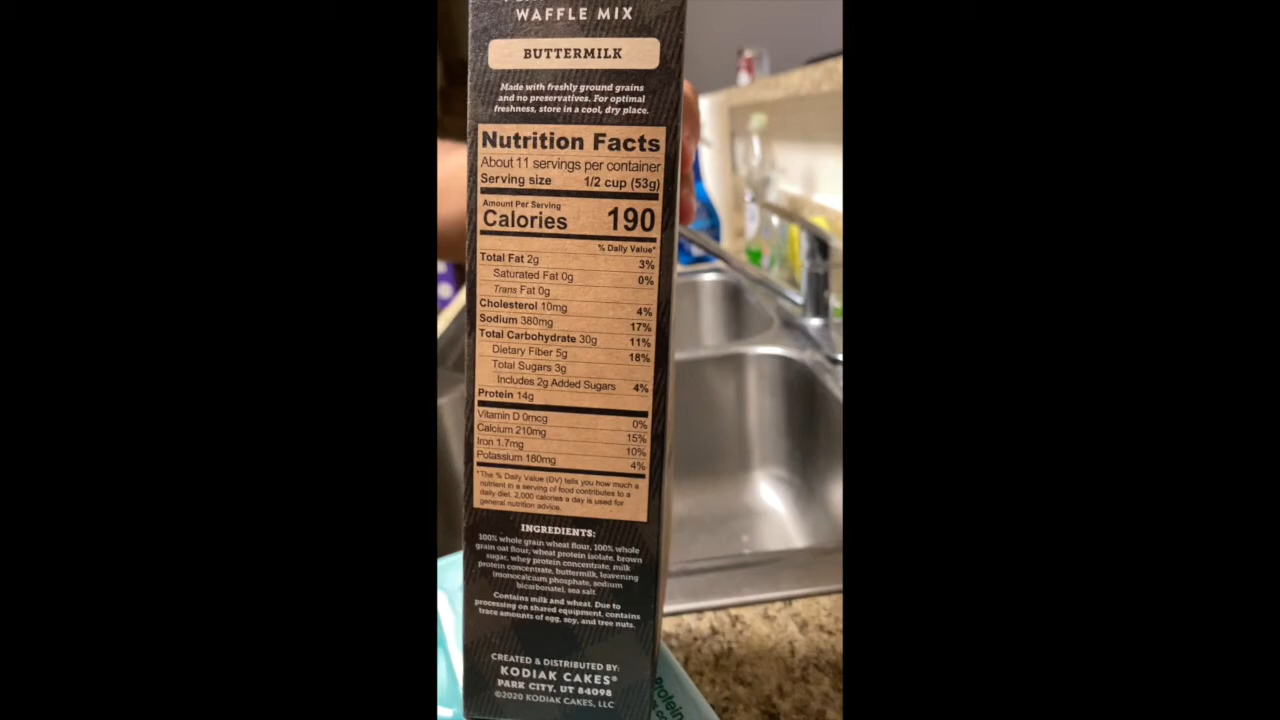 WAFFLE MIX
BUTTERMILK
Made with freshly ground grains
and no preservatives. For optimal
freshness, store in a cool, dry place.
Nutrition Facts
About 11 servings per container
Serving size 1/2 cup (53g)
Amount Per Serving
Calories 190
% Daily Value*
Total Fat 2g 3%
Saturated Fat 0g 0%
Trans Fat 0g
Cholesterol 10mg 4%
Sodium 380mg 17%
Total Carbohydrate 30g 11%
Dietary Fiber 5g 18%
Total Sugars 3g
Includes 2g Added Sugars 4%
Protein 14g
Vitamin D 0mcg 0%
Calcium 210mg 15%
Iron 1.7mg 10%
Potassium 180mg 4%
*The % Daily Value (DV) tells you how much a
nutrient in a serving of food contributes to a
daily diet. 2,000 calories a day is used for
general nutrition advice.
INGREDIENTS:
100% whole grain wheat flour, 100% whole
grain oat flour, wheat protein isolate, brown
sugar, whey protein concentrate, milk
protein concentrate, buttermilk, leavening
(monocalcium phosphate, sodium
bicarbonate), sea salt.
Contains milk and wheat. Due to
processing on shared equipment, contains
trace amounts of egg, soy, and tree nuts.
CREATED & DISTRIBUTED BY:
KODIAK CAKES®
PARK CITY, UT 84098
©2020 KODIAK CAKES, LLC
Protein